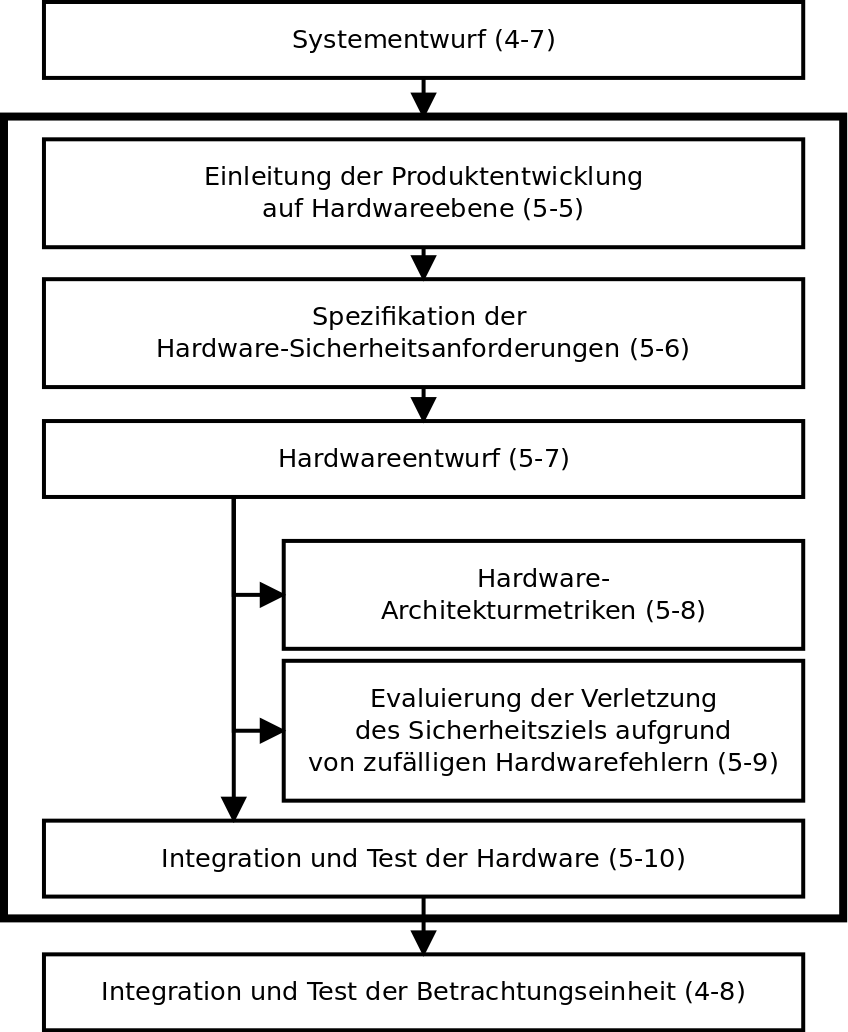 Systementwurf (4-7)
Einleitung der Produktentwicklung
auf Hardwareebene (5-5)
Spezifikation der
Hardware-Sicherheitsanforderungen (5-6)
Hardwareentwurf (5-7)
Hardware-
Architekturmetriken (5-8)
Evaluierung der Verletzung
des Sicherheitsziels aufgrund
von zufälligen Hardwarefehlern (5-9)
Integration und Test der Hardware (5-10)
Integration und Test der Betrachtungseinheit (4-8)